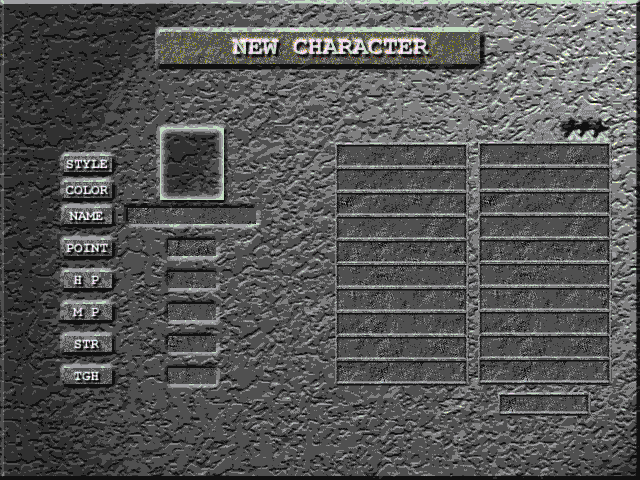 NEW CHARACTER
STYLE
COLOR
NAME
POINT
H P
M P
STR
TGH